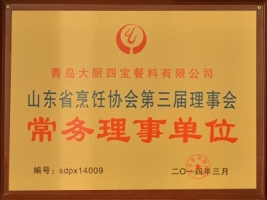 青岛大厨四宝餐料有限公司
山东省烹饪协会第三届理事会
常务理事单位
编号：sdpx14009
二〇一四年三月